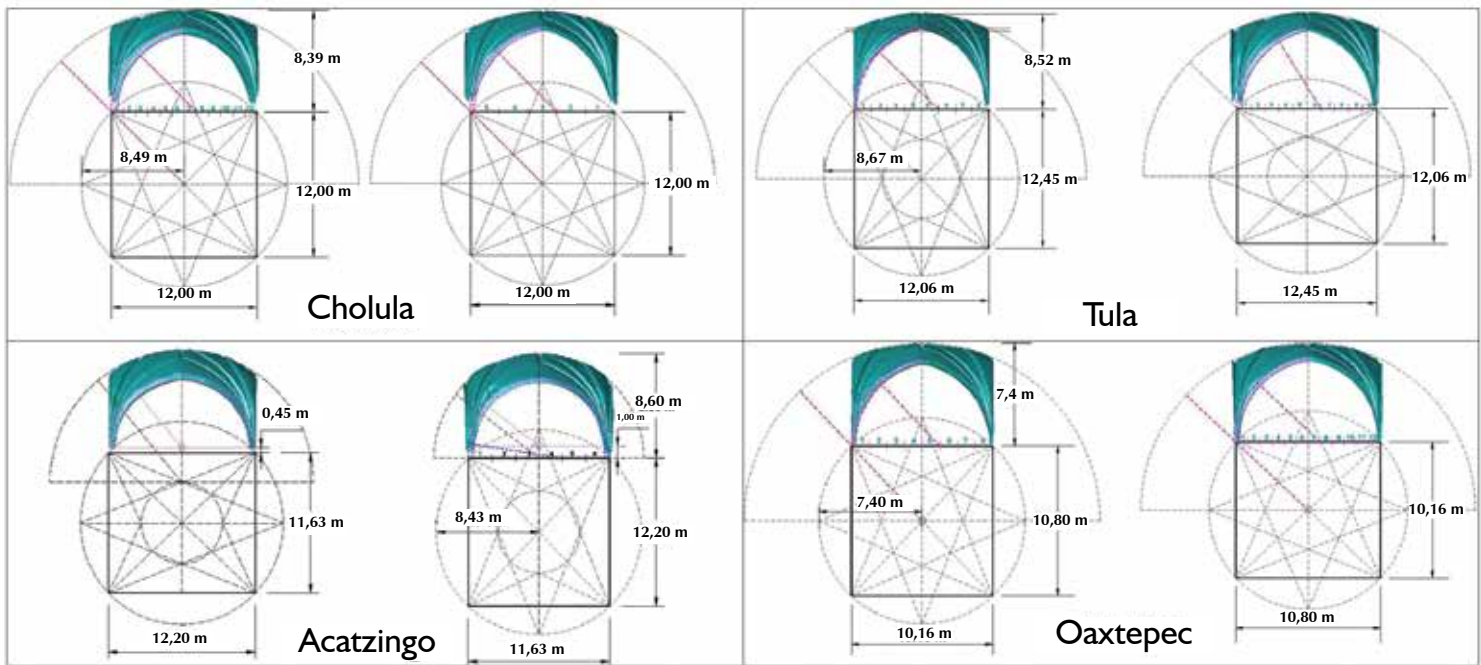 8,39 m
8,49 m
12,00 m
12,00 m
12,00 m
12,00 m
Cholula
8,52 m
8,67 m
12,45 m
12,06 m
12,06 m
12,45 m
Tula
0,45 m
11,63 m
12,20 m
8,60 m
1,00 m
8,43 m
12,20 m
11,63 m
Acatzingo
7,4 m
7,40 m
10,80 m
10,16 m
10,16 m
10,80 m
Oaxtepec